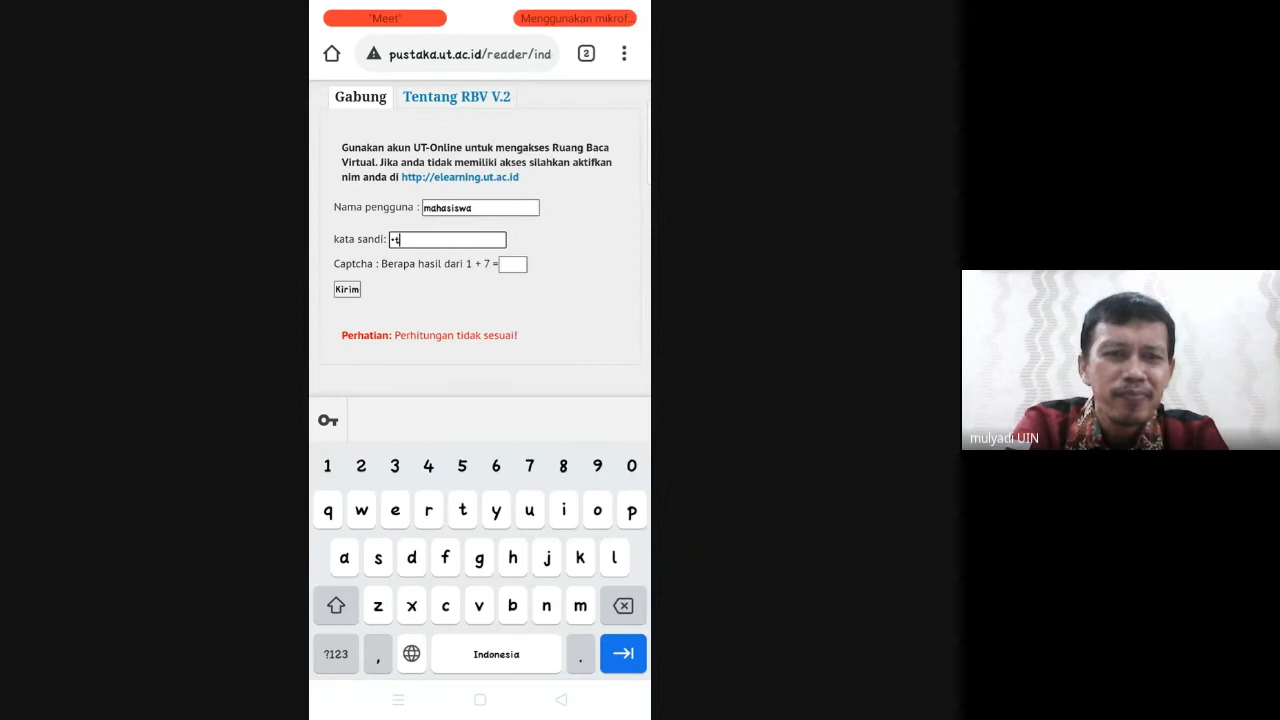 "Meet"
Menggunakan mikrof...
pustaka.ut.ac.id/reader/ind
2
Gabung
Tentang RBV V.2
Gunakan akun UT-Online untuk mengakses Ruang Baca
Virtual. Jika anda tidak memiliki akses silahkan aktifkan
nim anda di http://elearning.ut.ac.id
Nama pengguna : mahasiswa
kata sandi: •t
Captcha : Berapa hasil dari 1 + 7 =
Kirim
Perhatian: Perhitungan tidak sesuai!
1 2 3 4 5 6 7 8 9 0
q w e r t y u i o p
a s d f g h j k l
z x c v b n m
?123 , Indonesia .
mulyadi UIN